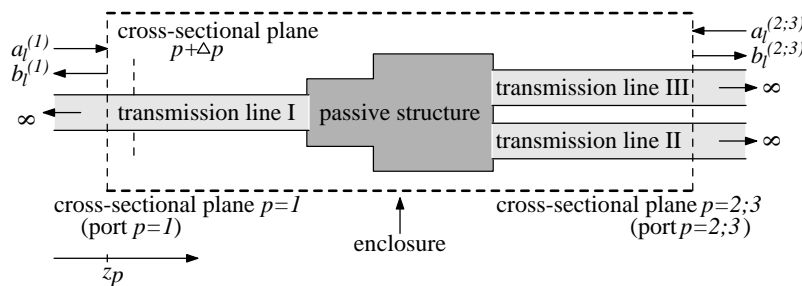 cross-sectional plane
p+Δp
a_l^(1)
b_l^(1)
a_l^(2;3)
b_l^(2;3)
∞ transmission line I
passive structure
transmission line III ∞
transmission line II ∞
cross-sectional plane p=1
(port p=1)
enclosure
cross-sectional plane p=2;3
(port p=2;3)
z_p